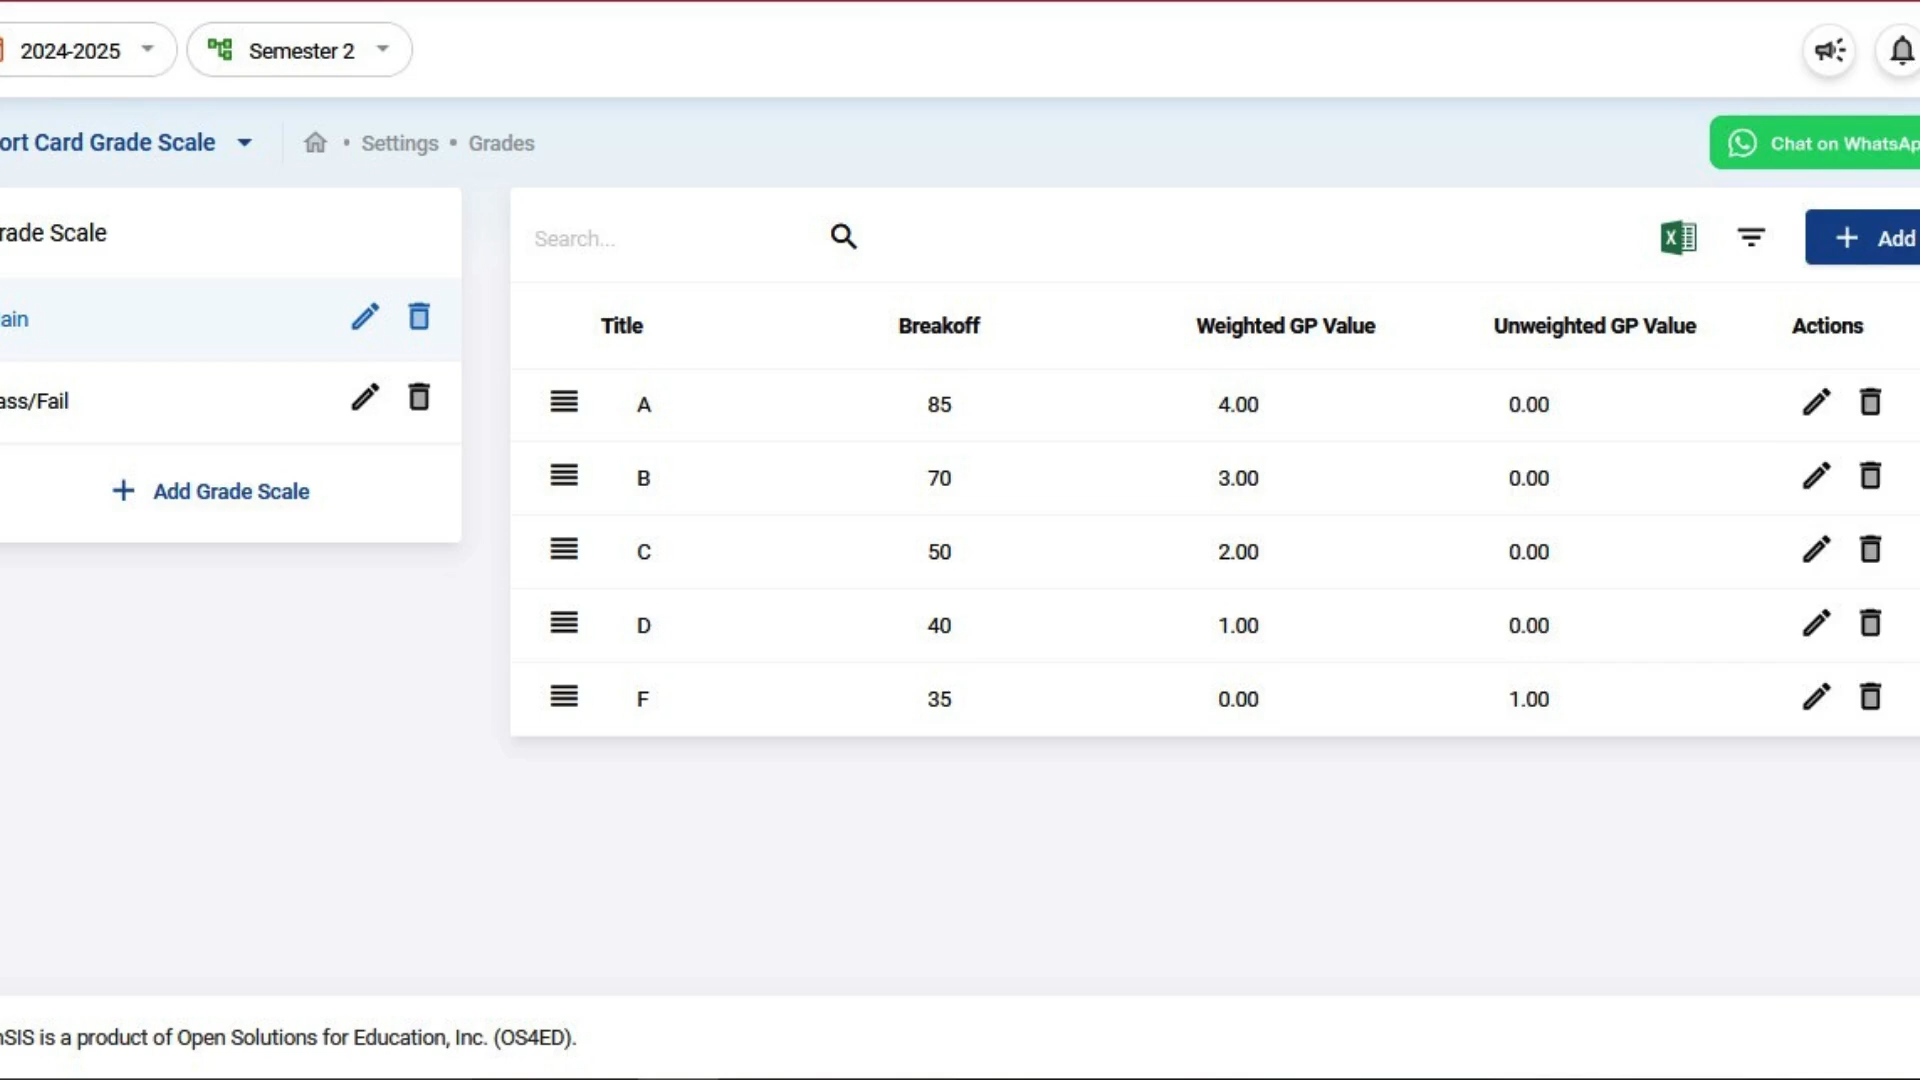 2024-2025 Semester 2
ort Card Grade Scale • Settings • Grades Chat on WhatsAp
rade Scale
ain
ass/Fail
+ Add Grade Scale
Search... + Add
Title Breakoff Weighted GP Value Unweighted GP Value Actions
A 85 4.00 0.00
B 70 3.00 0.00
C 50 2.00 0.00
D 40 1.00 0.00
F 35 0.00 1.00
nSIS is a product of Open Solutions for Education, Inc. (OS4ED).